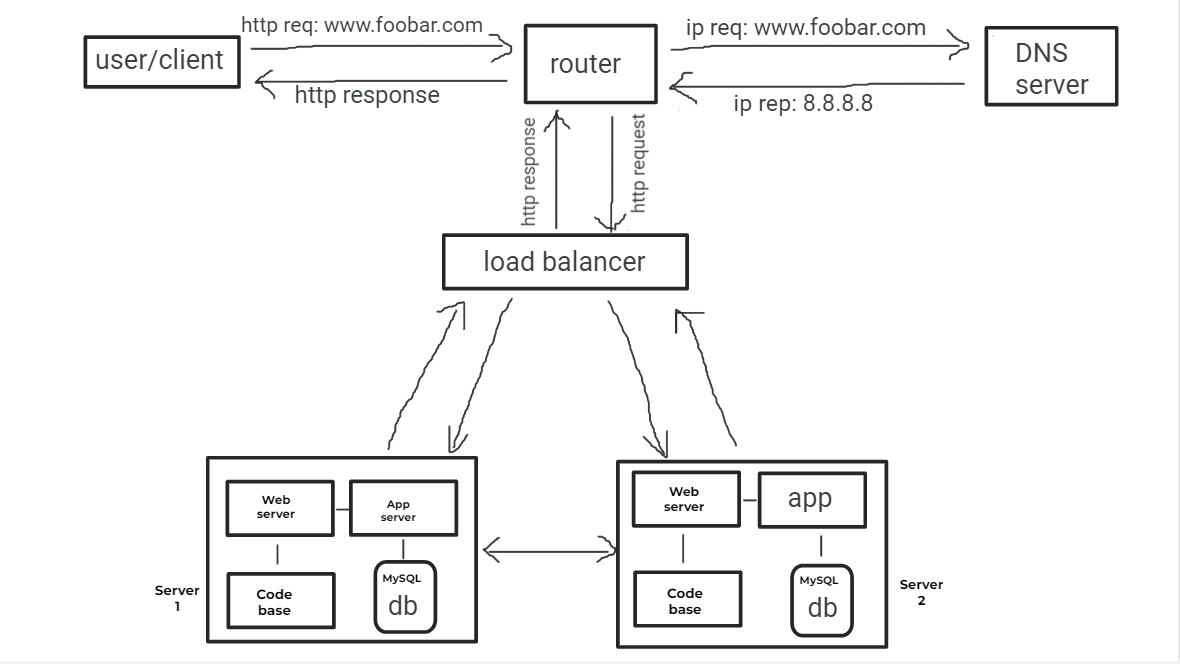 http req: www.foobar.com
ip req: www.foobar.com
user/client
router
DNS
server
http response
ip rep: 8.8.8.8
http response
http request
load balancer
Web
server
App
server
Code
base
MySQL
db
Server
1
Web
server
app
Code
base
MySQL
db
Server
2